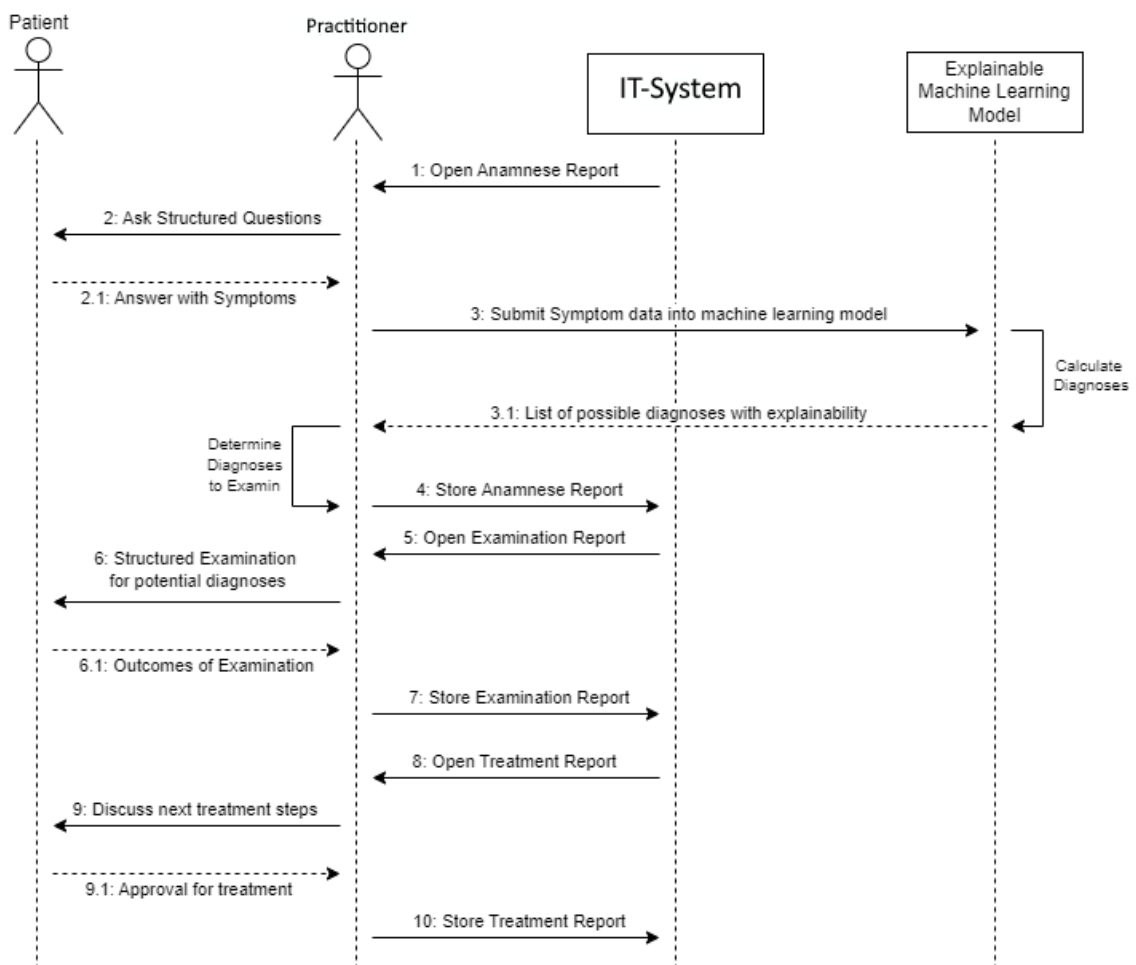 Patient
Practitioner
IT-System
Explainable
Machine Learning
Model
1: Open Anamnese Report
2: Ask Structured Questions
2.1: Answer with Symptoms
3: Submit Symptom data into machine learning model
Calculate
Diagnoses
3.1: List of possible diagnoses with explainability
Determine
Diagnoses
to Examin
4: Store Anamnese Report
5: Open Examination Report
6: Structured Examination
for potential diagnoses
6.1: Outcomes of Examination
7: Store Examination Report
8: Open Treatment Report
9: Discuss next treatment steps
9.1: Approval for treatment
10: Store Treatment Report